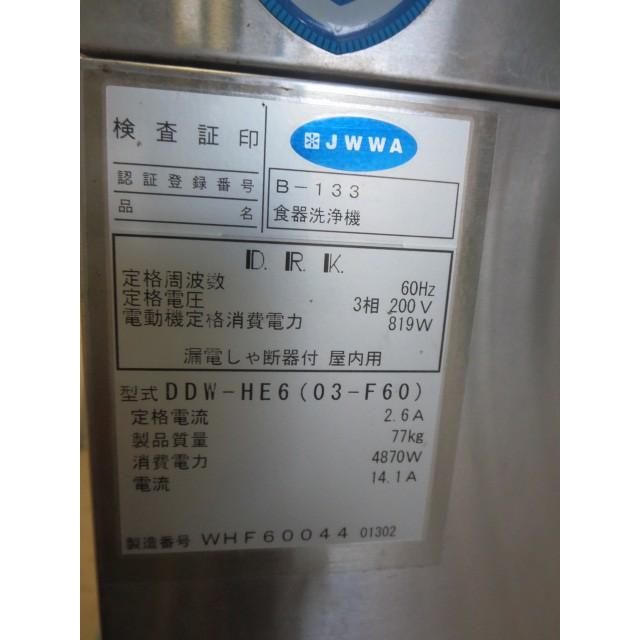 検査証印
JWWA
認証登録番号 B-133
品名 食器洗浄機
D.R.K.
定格周波数 60Hz
定格電圧 3相 200V
電動機定格消費電力 819W
漏電しゃ断器付 屋内用
型式 DDW-HE6(03-F60)
定格電流 2.6A
製品質量 77kg
消費電力 4870W
電流 14.1A
製造番号 WHF60044 01302